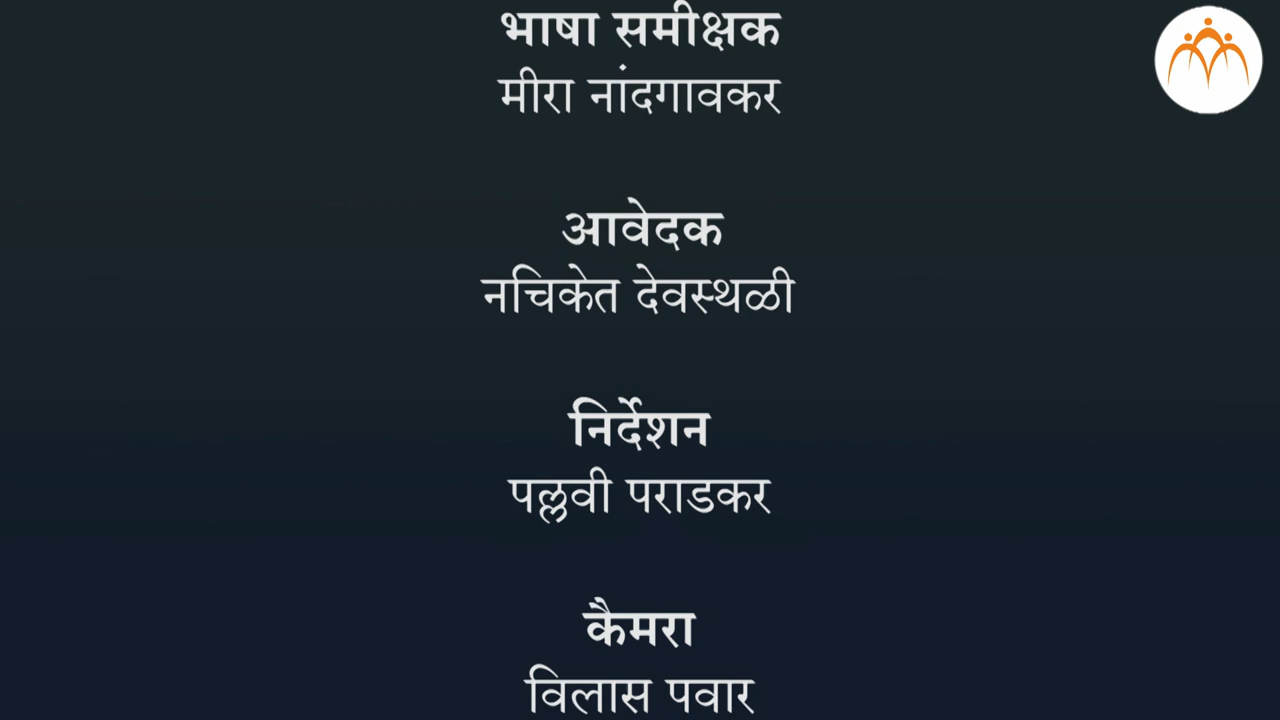 भाषा समीक्षक
मीरा नांदगावकर
आवेदक
नचिकेत देवस्थळी
निर्देशन
पल्लवी पराडकर
कैमरा
विलास पवार